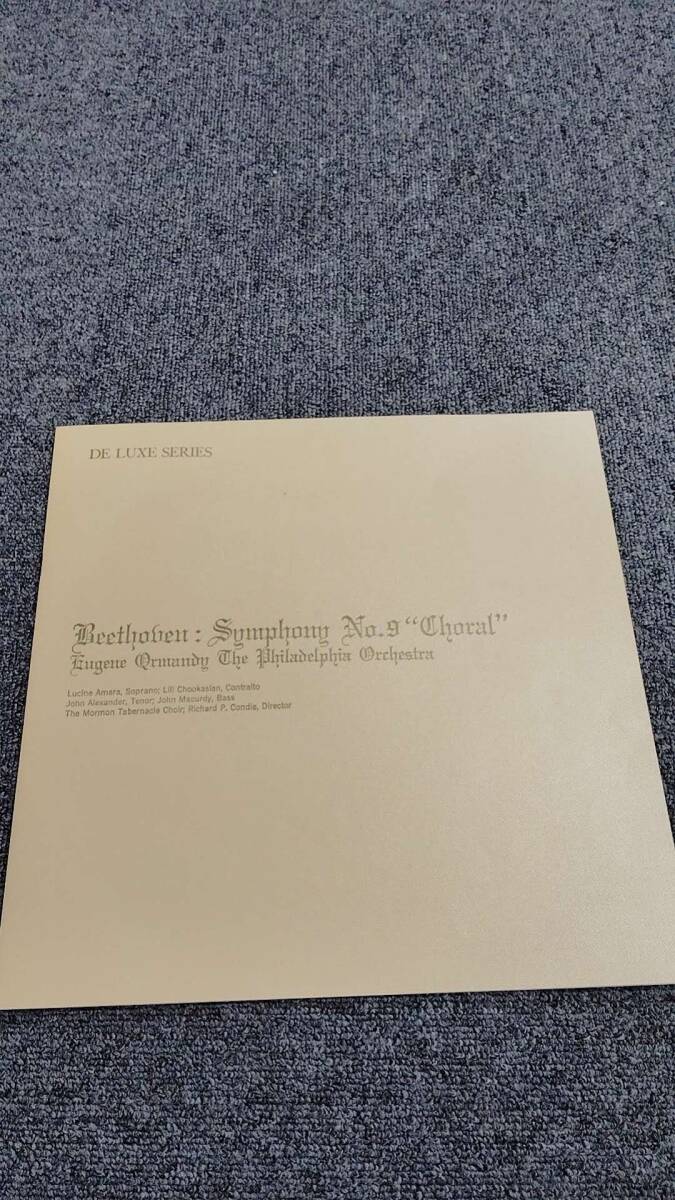 DE LUXE SERIES
Beethoven: Symphony No.9 “Choral”
Eugene Ormandy The Philadelphia Orchestra
Lucine Amara, Soprano; Lili Chookasian, Contralto
John Alexander, Tenor; John Macurdy, Bass
The Mormon Tabernacle Choir; Richard P. Condie, Director